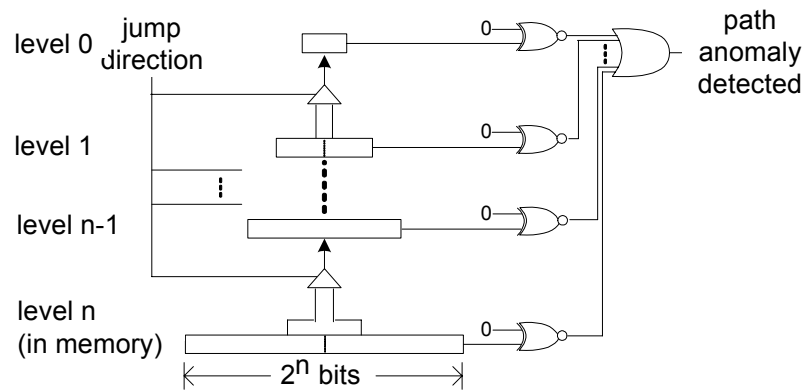 level 0
jump
direction
0
path
anomaly
detected
level 1
0
level n-1
0
level n
(in memory)
0
2^n bits